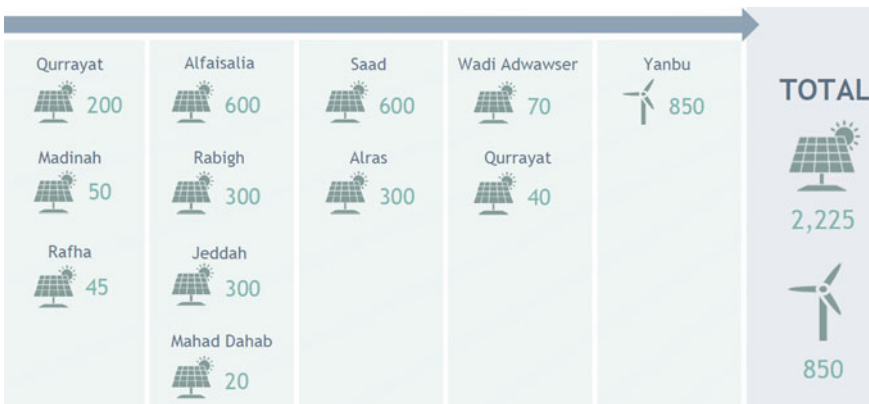 Qurrayat
200
Madinah
50
Rafha
45
Alfaisalia
600
Rabigh
300
Jeddah
300
Mahad Dahab
20
Saad
600
Alras
300
Wadi Adwawser
70
Qurrayat
40
Yanbu
850
TOTAL
2,225
850